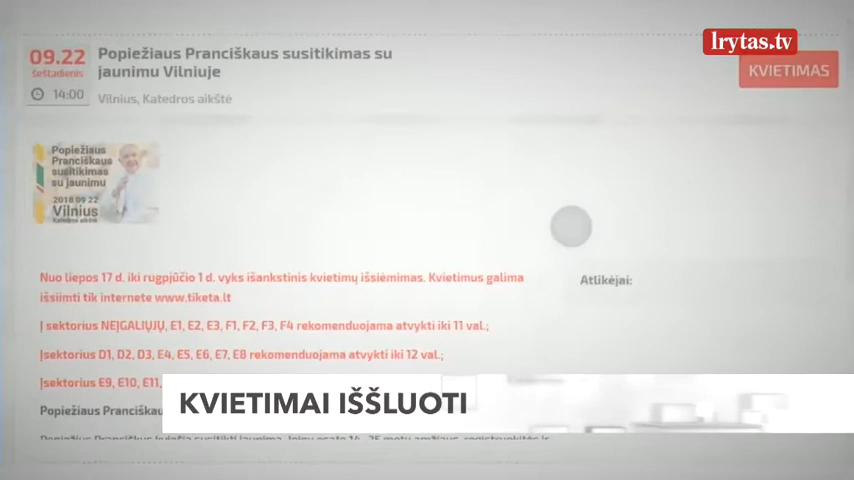 lrytas.tv
09.22
šeštadienis
14:00
Popiežiaus Pranciškaus susitikimas su
jaunimu Vilniuje
Vilnius, Katedros aikštė
KVIETIMAS
Popiežiaus
Pranciškaus
susitikimas
su jaunimu
2018 09 22
Vilnius
Katedros aikštė
Nuo liepos 17 d. iki rugpjūčio 1 d. vyks išankstinis kvietimų išsiėmimas. Kvietimus galima
išsiimti tik internete www.tiketa.lt
Atlikėjai:
Į sektorius NEĮGALIŲJŲ, E1, E2, E3, F1, F2, F3, F4 rekomenduojama atvykti iki 11 val.;
Įsektorius D1, D2, D3, E4, E5, E6, E7, E8 rekomenduojama atvykti iki 12 val.;
Įsektorius E9, E10, E11,
KVIETIMAI IŠŠLUOTI